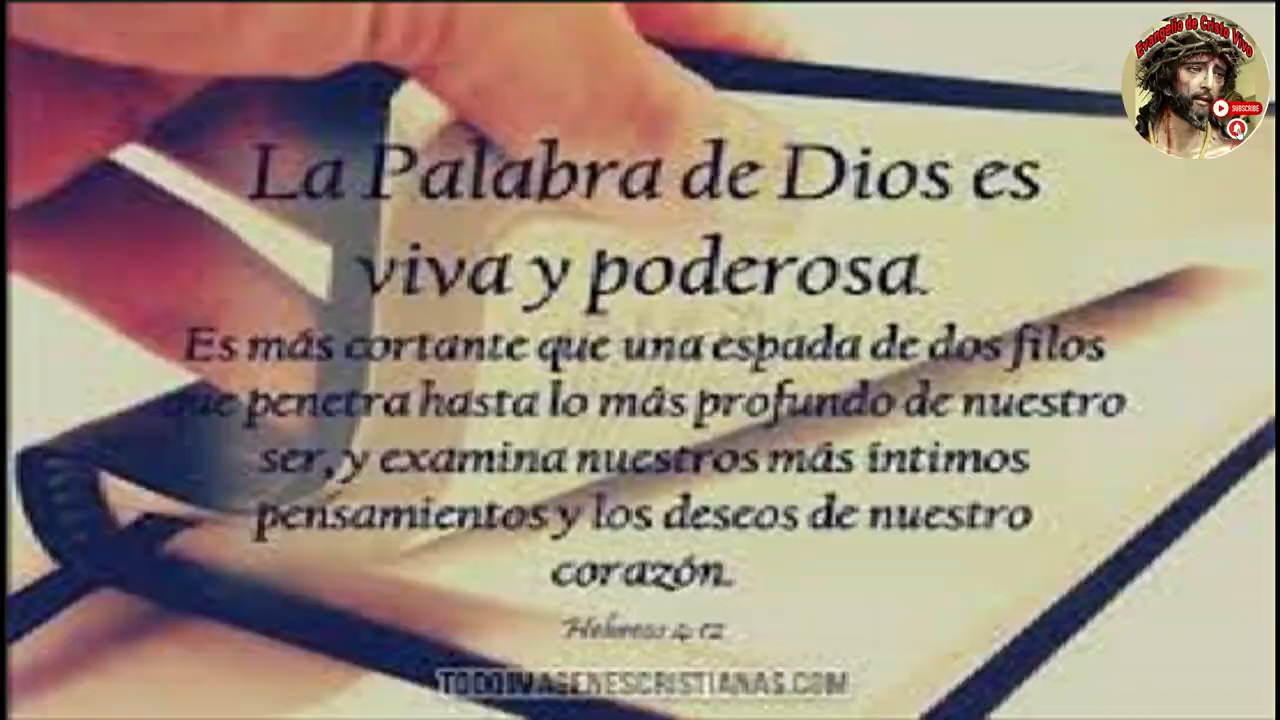 Evangelio de Cristo Vivo
SUBSCRIBE
La Palabra de Dios es
viva y poderosa.
Es más cortante que una espada de dos filos
que penetra hasta lo más profundo de nuestro
ser, y examina nuestros más íntimos
pensamientos y los deseos de nuestro
corazón.
4:12
TODOIMAGENESCRISTIANAS.COM